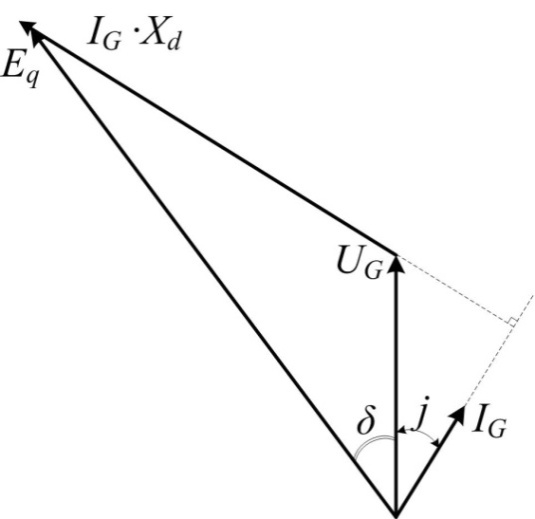 I_G · X_d
E_q
U_G
δ
j
I_G